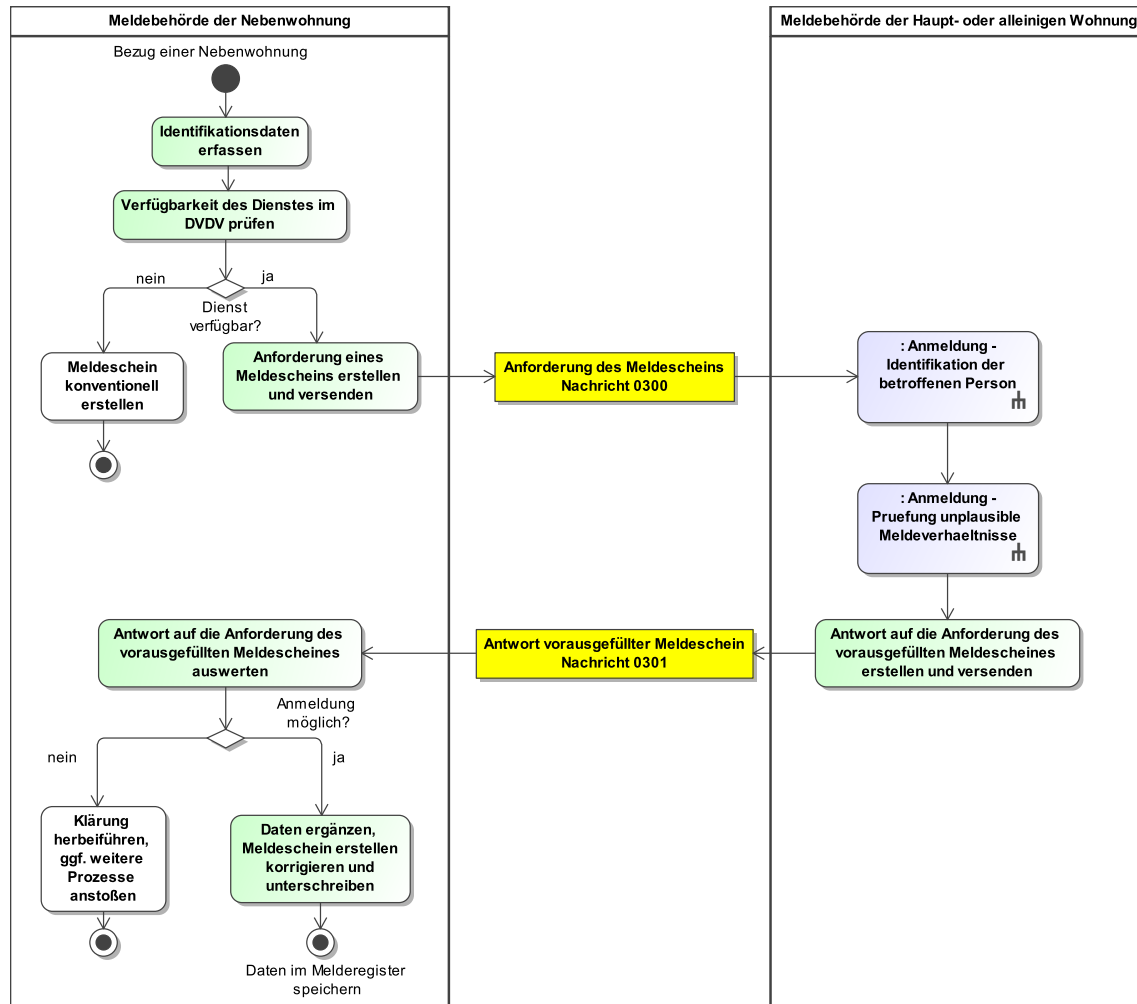 Meldebehörde der Nebenwohnung
Meldebehörde der Haupt- oder alleinigen Wohnung
Bezug einer Nebenwohnung
Identifikationsdaten
erfassen
Verfügbarkeit des Dienstes im
DVDV prüfen
nein
ja
Dienst
verfügbar?
Meldeschein
konventionell
erstellen
Anforderung eines
Meldescheins erstellen
und versenden
Anforderung des Meldescheins
Nachricht 0300
: Anmeldung -
Identifikation der
betroffenen Person
: Anmeldung -
Pruefung unplausible
Meldeverhaeltnisse
Antwort auf die Anforderung des
vorausgefüllten Meldescheines
erstellen und versenden
Antwort vorausgefüllter Meldeschein
Nachricht 0301
Antwort auf die Anforderung des
vorausgefüllten Meldescheines
auswerten
Anmeldung
möglich?
nein
ja
Klärung
herbeiführen,
ggf. weitere
Prozesse
anstoßen
Daten ergänzen,
Meldeschein erstellen
korrigieren und
unterschreiben
Daten im Melderegister
speichern